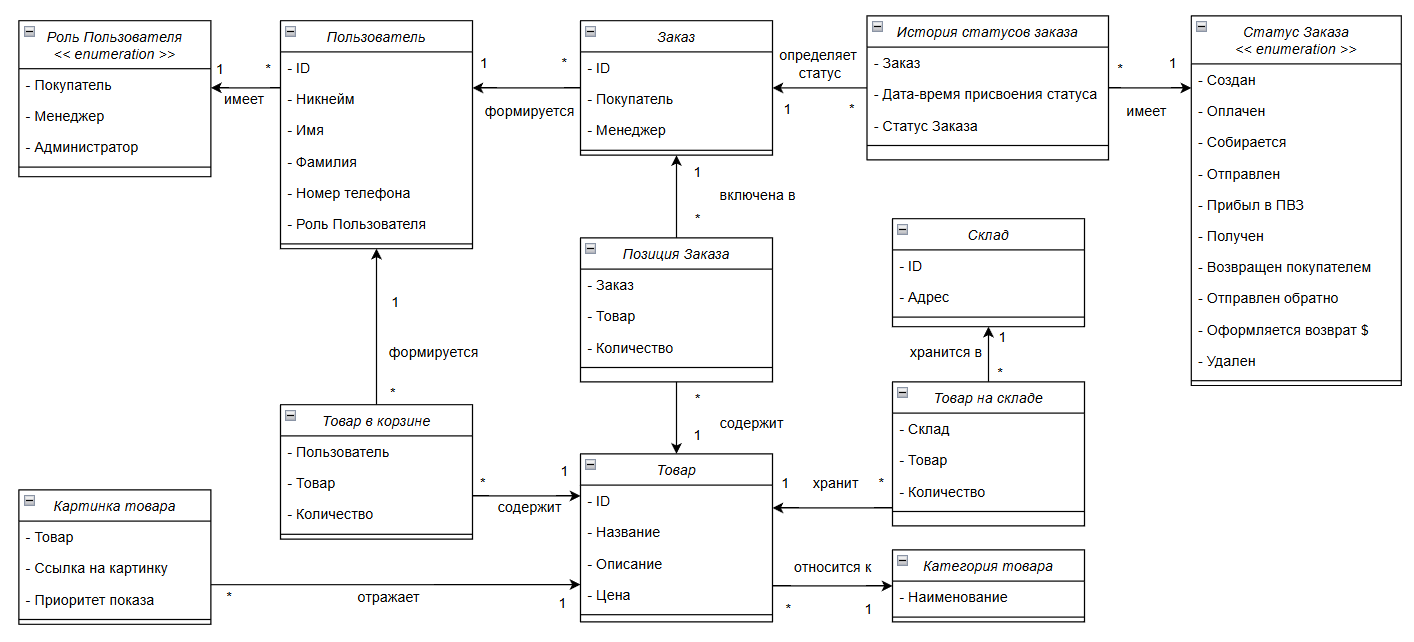 Роль Пользователя
<< enumeration >>
- Покупатель
- Менеджер
- Администратор
1
*
имеет
Пользователь
- ID
- Никнейм
- Имя
- Фамилия
- Номер телефона
- Роль Пользователя
1
*
формируется
Заказ
- ID
- Покупатель
- Менеджер
определяет
статус
1
*
История статусов заказа
- Заказ
- Дата-время присвоения статуса
- Статус Заказа
*
1
имеет
Статус Заказа
<< enumeration >>
- Создан
- Оплачен
- Собирается
- Отправлен
- Прибыл в ПВЗ
- Получен
- Возвращен покупателем
- Отправлен обратно
- Оформляется возврат $
- Удален
1
включена в
*
Позиция Заказа
- Заказ
- Товар
- Количество
Склад
- ID
- Адрес
1
хранится в
*
1
формируется
*
Товар в корзине
- Пользователь
- Товар
- Количество
*
содержит
1
*
содержит
1
Товар на складе
- Склад
- Товар
- Количество
Товар
- ID
- Название
- Описание
- Цена
1
хранит
*
Картинка товара
- Товар
- Ссылка на картинку
- Приоритет показа
*
отражает
1
относится к
*
1
Категория товара
- Наименование